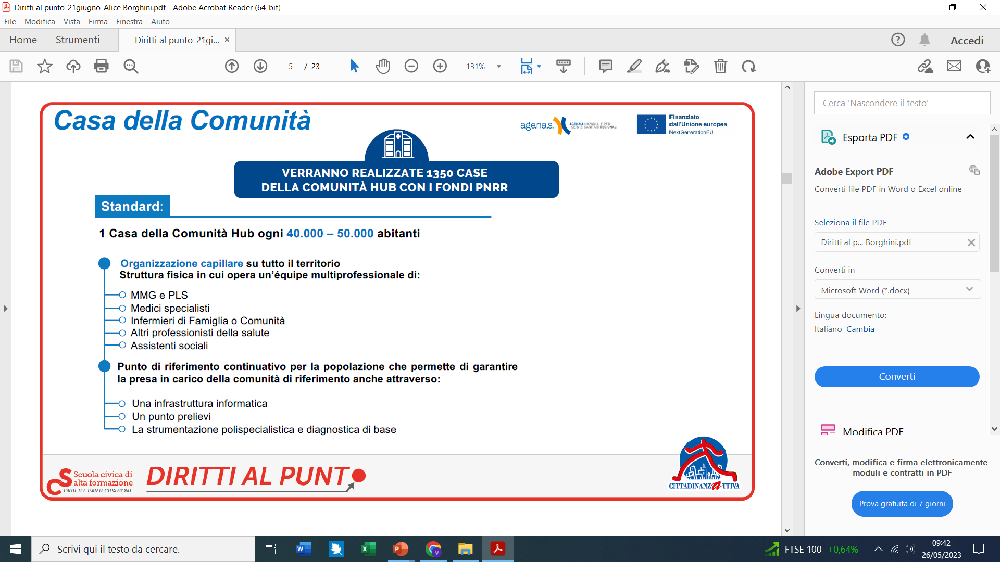 Diritti al punto_21giugno_Alice Borghini.pdf - Adobe Acrobat Reader (64-bit)
File Modifica Vista Firma Finestra Aiuto
Home Strumenti Diritti al punto_21gi... × Accedi
5 / 23 131%
Casa della Comunità
age.na.s. AGENZIA NAZIONALE PER
I SERVIZI SANITARI REGIONALI
Finanziato
dall'Unione europea
NextGenerationEU
VERRANNO REALIZZATE 1350 CASE
DELLA COMUNITÀ HUB CON I FONDI PNRR
Standard:
1 Casa della Comunità Hub ogni 40.000 – 50.000 abitanti
Organizzazione capillare su tutto il territorio
Struttura fisica in cui opera un’équipe multiprofessionale di:
MMG e PLS
Medici specialisti
Infermieri di Famiglia o Comunità
Altri professionisti della salute
Assistenti sociali
Punto di riferimento continuativo per la popolazione che permette di garantire
la presa in carico della comunità di riferimento anche attraverso:
Una infrastruttura informatica
Un punto prelievi
La strumentazione polispecialistica e diagnostica di base
CS Scuola civica di
alta formazione
DIRITTI E PARTECIPAZIONE
DIRITTI AL PUNT
CITTADINANZATTIVA
Cerca 'Nascondere il testo'
Esporta PDF
Adobe Export PDF
Converti file PDF in Word o Excel online
Seleziona il file PDF
Diritti al p... Borghini.pdf
Converti in
Microsoft Word (*.docx)
Lingua documento:
Italiano Cambia
Converti
Modifica PDF
Converti, modifica e firma elettronicamente
moduli e contratti in PDF
Prova gratuita di 7 giorni
Scrivi qui il testo da cercare.
FTSE 100 +0,64%
09:42
26/05/2023